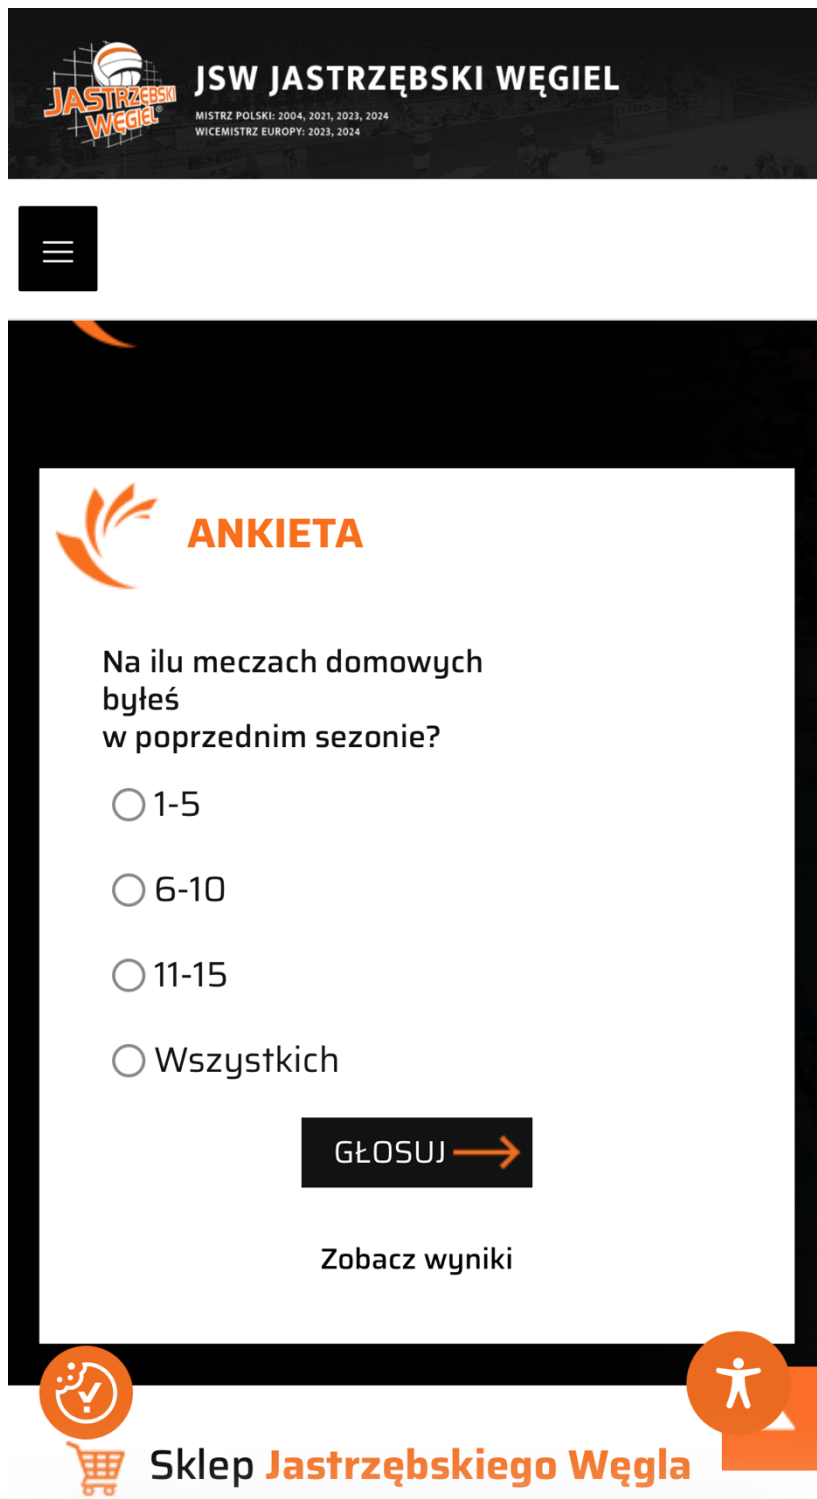 JASTRZĘBSKI
WĘGIEL®
JSW JASTRZĘBSKI WĘGIEL
MISTRZ POLSKI: 2004, 2021, 2023, 2024
WICEMISTRZ EUROPY: 2023, 2024
ANKIETA
Na ilu meczach domowych
byłeś
w poprzednim sezonie?
1-5
6-10
11-15
Wszystkich
GŁOSUJ
Zobacz wyniki
Sklep Jastrzębskiego Węgla